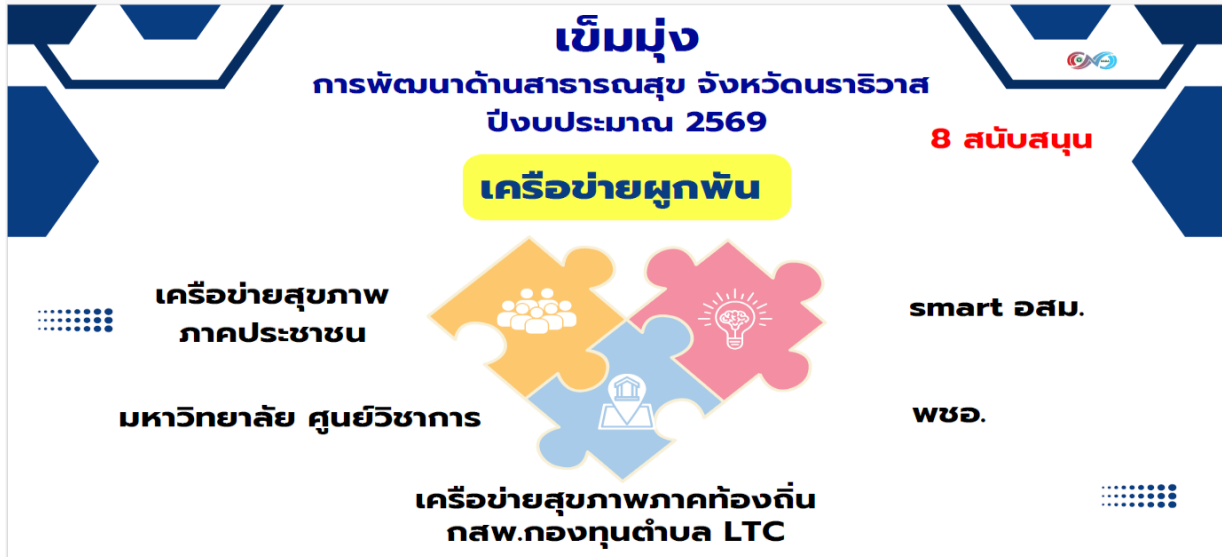 เข็มมุ่ง
การพัฒนาด้านสาธารณสุข จังหวัดนราธิวาส
ปีงบประมาณ 2569
8 สนับสนุน
เครือข่ายผูกพัน
เครือข่ายสุขภาพ
ภาคประชาชน
smart อสม.
มหาวิทยาลัย ศูนย์วิชาการ
พชอ.
เครือข่ายสุขภาพภาคท้องถิ่น
กสพ.กองทุนตำบล LTC